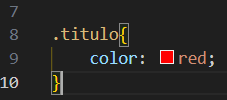 7
8 .titulo{
9 color: red;
10 }